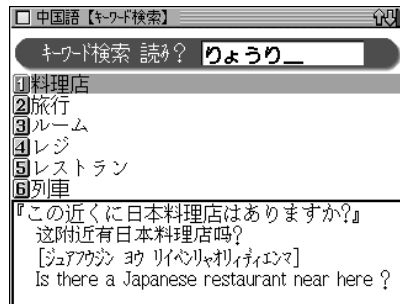 中国語【ｷｰﾜｰﾄﾞ検索】
ｷｰﾜｰﾄﾞ検索 読み? りょうり_
1料理店
2旅行
3ルーム
4レジ
5レストラン
6列車
『この近くに日本料理店はありますか?』
这附近有日本料理店吗?
[ｼﾞｭｱﾌｳｼﾞﾝ ﾖｳ ﾘｲﾍﾞﾝﾘｬｵﾘｨﾃﾞｨｴﾝﾏ]
Is there a Japanese restaurant near here ?